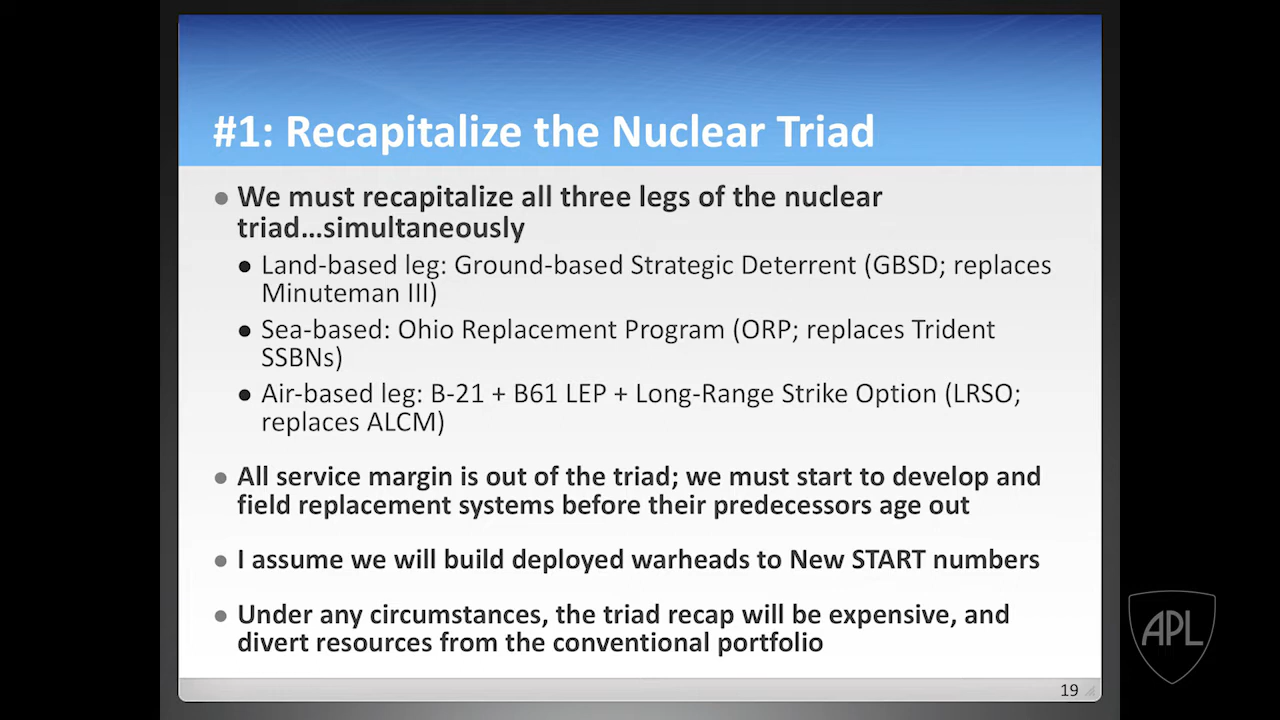 #1: Recapitalize the Nuclear Triad
We must recapitalize all three legs of the nuclear
triad...simultaneously
Land-based leg: Ground-based Strategic Deterrent (GBSD; replaces
Minuteman III)
Sea-based: Ohio Replacement Program (ORP; replaces Trident
SSBNs)
Air-based leg: B-21 + B61 LEP + Long-Range Strike Option (LRSO;
replaces ALCM)
All service margin is out of the triad; we must start to develop and
field replacement systems before their predecessors age out
I assume we will build deployed warheads to New START numbers
Under any circumstances, the triad recap will be expensive, and
divert resources from the conventional portfolio
19
APL